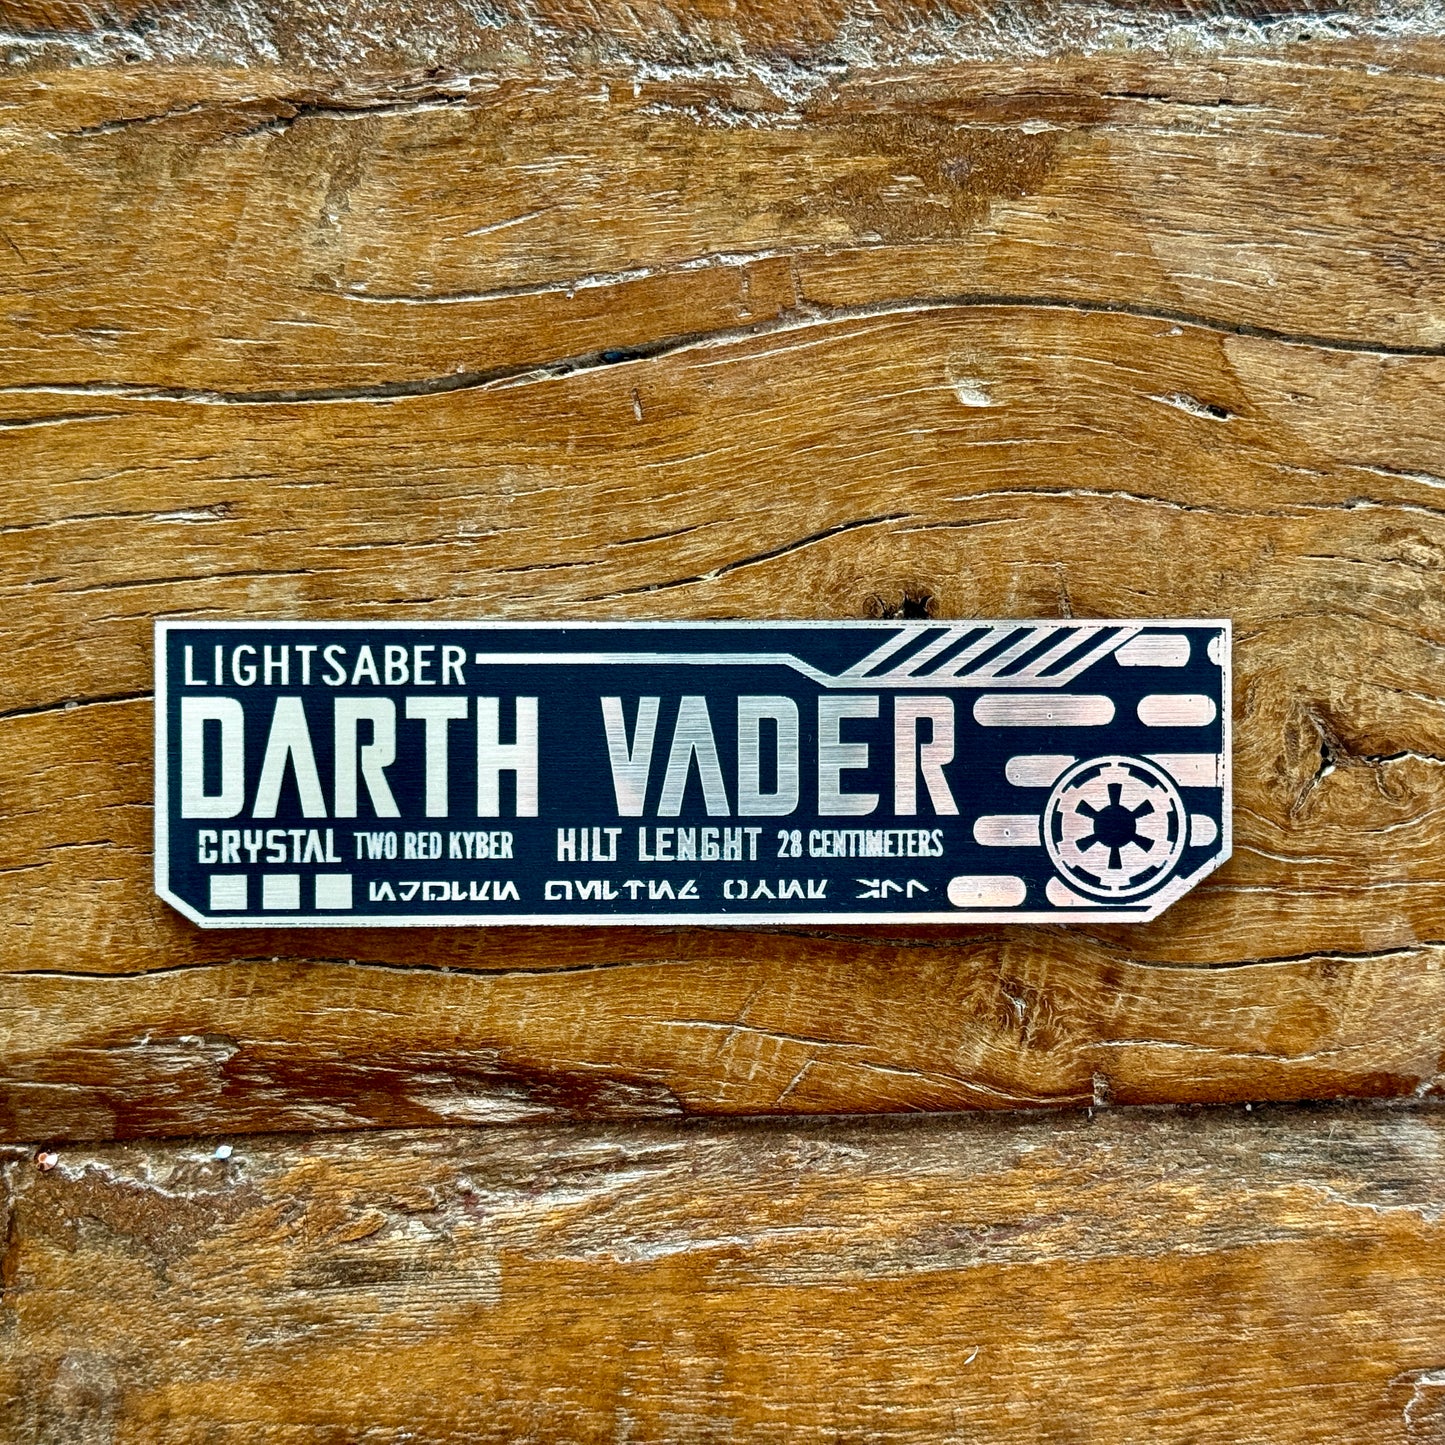 LIGHTSABER
DARTH VADER
CRYSTAL TWO RED KYBER HILT LENGHT 28 CENTIMETERS